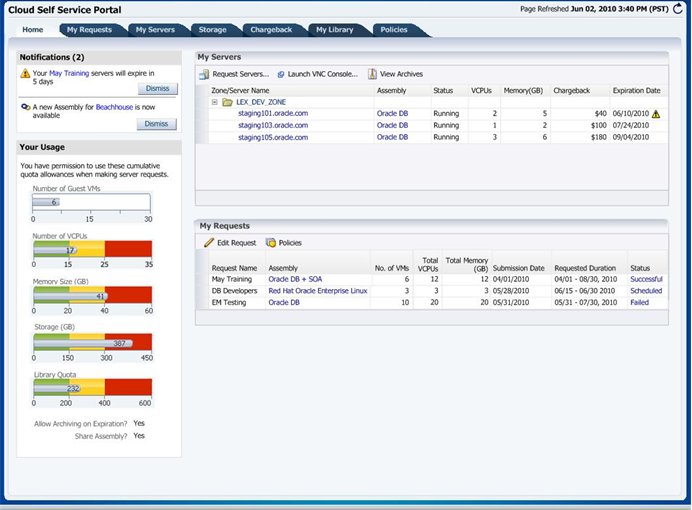 Cloud Self Service Portal
Page Refreshed Jun 02, 2010 3:40 PM (PST)
Home My Requests My Servers Storage Chargeback My Library Policies
Notifications (2)
Your May Training servers will expire in
5 days
Dismiss
A new Assembly for Beachhouse is now
available
Dismiss
Your Usage
You have permission to use these cumulative
quota allowances when making server requests.
Number of Guest VMs
6
0 15 30
Number of VCPUs
17
0 15 25 35
Memory Size (GB)
41
0 20 40 60
Storage (GB)
387
0 150 300 450
Library Quota
232
0 200 400 600
Allow Archiving on Expiration? Yes
Share Assembly? Yes
My Servers
Request Servers... Launch VNC Console... View Archives
Zone/Server Name Assembly Status VCPUs Memory(GB) Chargeback Expiration Date
LEX_DEV_ZONE
staging101.oracle.com Oracle DB Running 2 5 $40 06/10/2010
staging103.oracle.com Oracle DB Running 1 2 $100 07/24/2010
staging105.oracle.com Oracle DB Running 3 6 $180 09/04/2010
My Requests
Edit Request Policies
Request Name Assembly No. of VMs Total VCPUs Total Memory (GB) Submission Date Requested Duration Status
May Training Oracle DB + SOA 6 12 12 04/01/2010 04/01 - 08/30, 2010 Successful
DB Developers Red Hat Oracle Enterprise Linux 3 3 3 05/28/2010 06/15 - 06/30 2010 Scheduled
EM Testing Oracle DB 10 20 20 05/31/2010 05/31 - 07/30, 2010 Failed